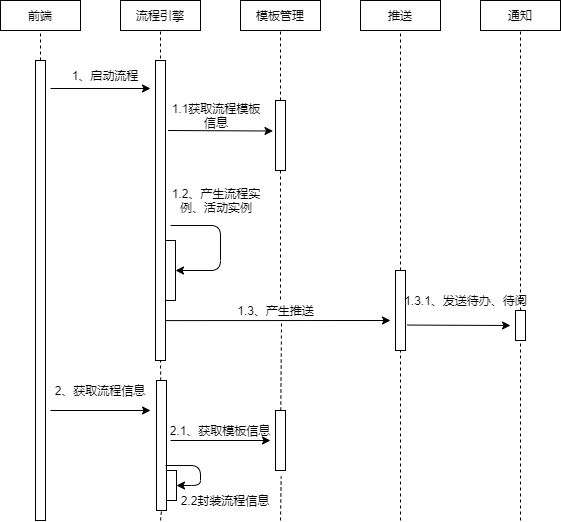 前端
流程引擎
模板管理
推送
通知
1、启动流程
1.1获取流程模板
信息
1.2、产生流程实
例、活动实例
1.3、产生推送
1.3.1、发送待办、待阅
2、获取流程信息
2.1、获取模板信息
2.2封装流程信息